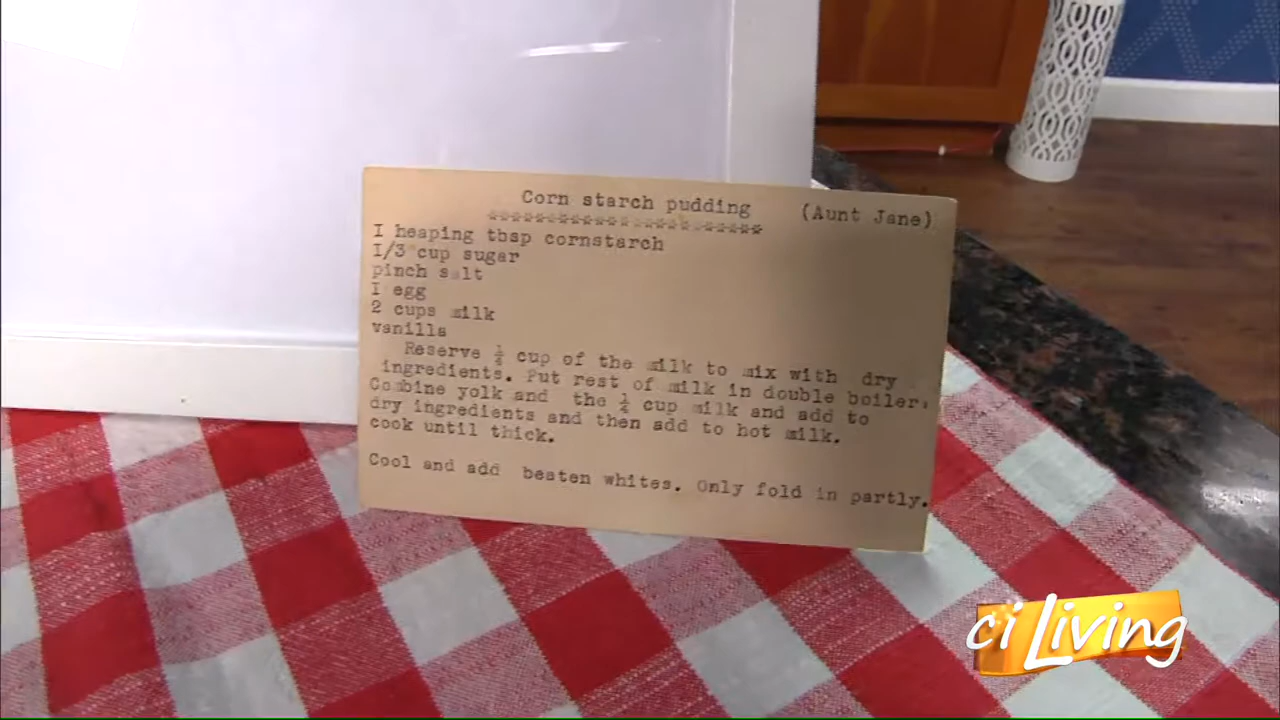 Corn starch pudding (Aunt Jane)
*************************
I heaping tbsp cornstarch
I/3 cup sugar
pinch salt
I egg
2 cups milk
vanilla
Reserve ¼ cup of the milk to mix with dry
ingredients. Put rest of milk in double boiler.
Combine yolk and the ¼ cup milk and add to
dry ingredients and then add to hot milk.
cook until thick.
Cool and add beaten whites. Only fold in partly.
ci Living